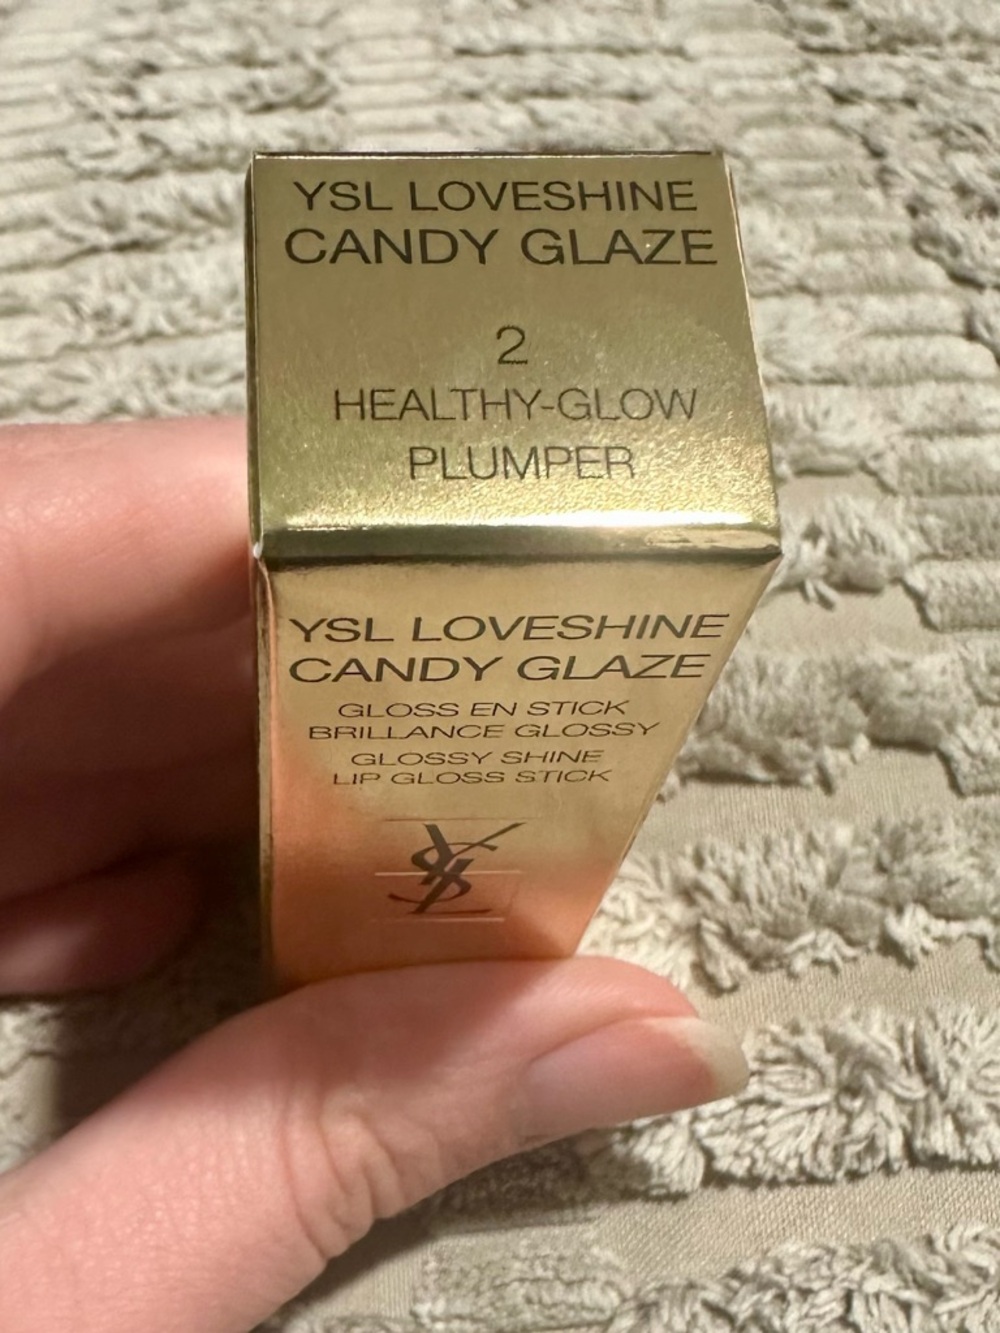 YSL LOVESHINE
CANDY GLAZE
2
HEALTHY-GLOW
PLUMPER
YSL LOVESHINE
CANDY GLAZE
GLOSS EN STICK
BRILLANCE GLOSSY
GLOSSY SHINE
LIP GLOSS STICK
YSL